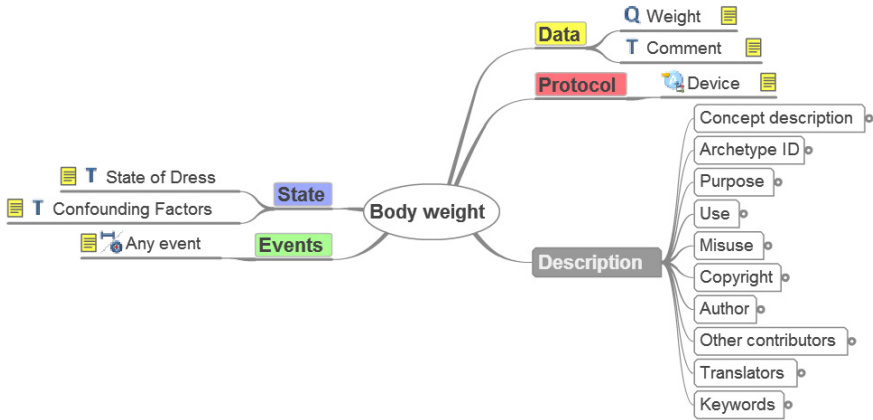 Body weight
Data
Q Weight
T Comment
Protocol
Device
Description
Concept description
Archetype ID
Purpose
Use
Misuse
Copyright
Author
Other contributors
Translators
Keywords
State
T State of Dress
T Confounding Factors
Events
Any event